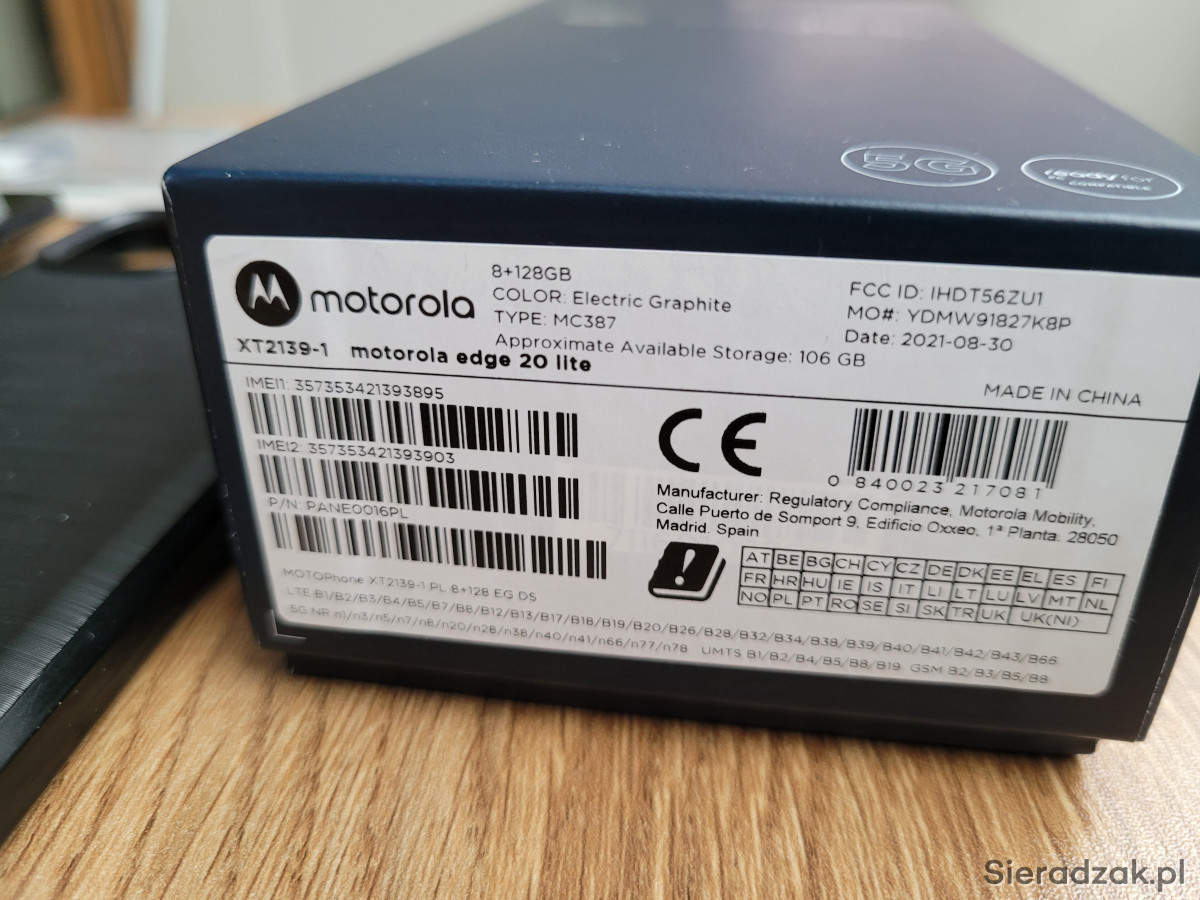 5G
ready for
PC COMPATIBLE
motorola
8+128GB
COLOR: Electric Graphite
TYPE: MC387
Approximate Available Storage: 106 GB
FCC ID: IHDT56ZU1
MO#: YDMW91827K8P
Date: 2021-08-30
XT2139-1 motorola edge 20 lite
MADE IN CHINA
IMEI1: 357353421393895
IMEI2: 357353421393903
P/N: PANE0016PL
CE
0 840023 217081
Manufacturer: Regulatory Compliance, Motorola Mobility,
Calle Puerto de Somport 9, Edificio Oxxeo, 1ª Planta. 28050
Madrid. Spain
AT BE BG CH CY CZ DE DK EE EL ES FI
FR HR HU IE IS IT LI LT LU LV MT NL
NO PL PT RO SE SI SK TR UK UK(NI)
MOTOPhone XT2139-1 PL 8+128 EG DS
LTE B1/B2/B3/B4/B5/B7/B8/B12/B13/B17/B18/B19/B20/B26/B28/B32/B34/B38/B39/B40/B41/B42/B43/B66
5G NR n1/n3/n5/n7/n8/n20/n28/n38/n40/n41/n66/n77/n78 UMTS B1/B2/B4/B5/B8/B19 GSM B2/B3/B5/B8
Sieradzak.pl